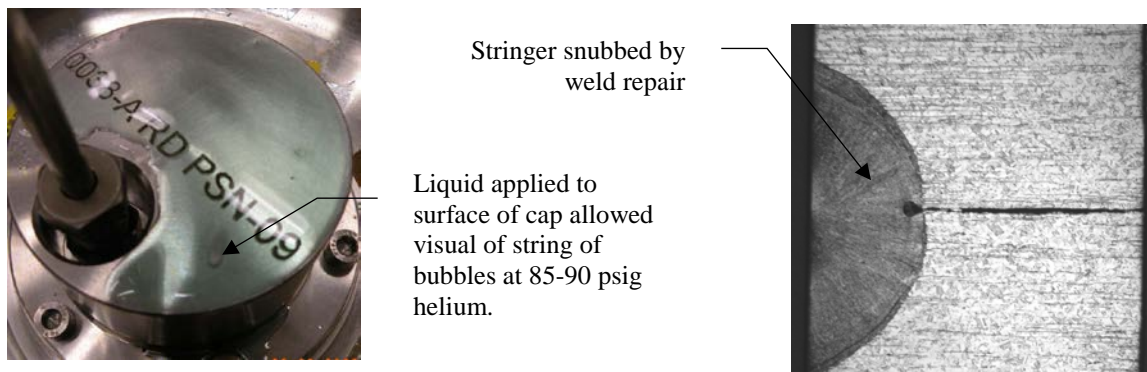 0038-A RD PSN-09
Stringer snubbed by
weld repair
Liquid applied to
surface of cap allowed
visual of string of
bubbles at 85-90 psig
helium.